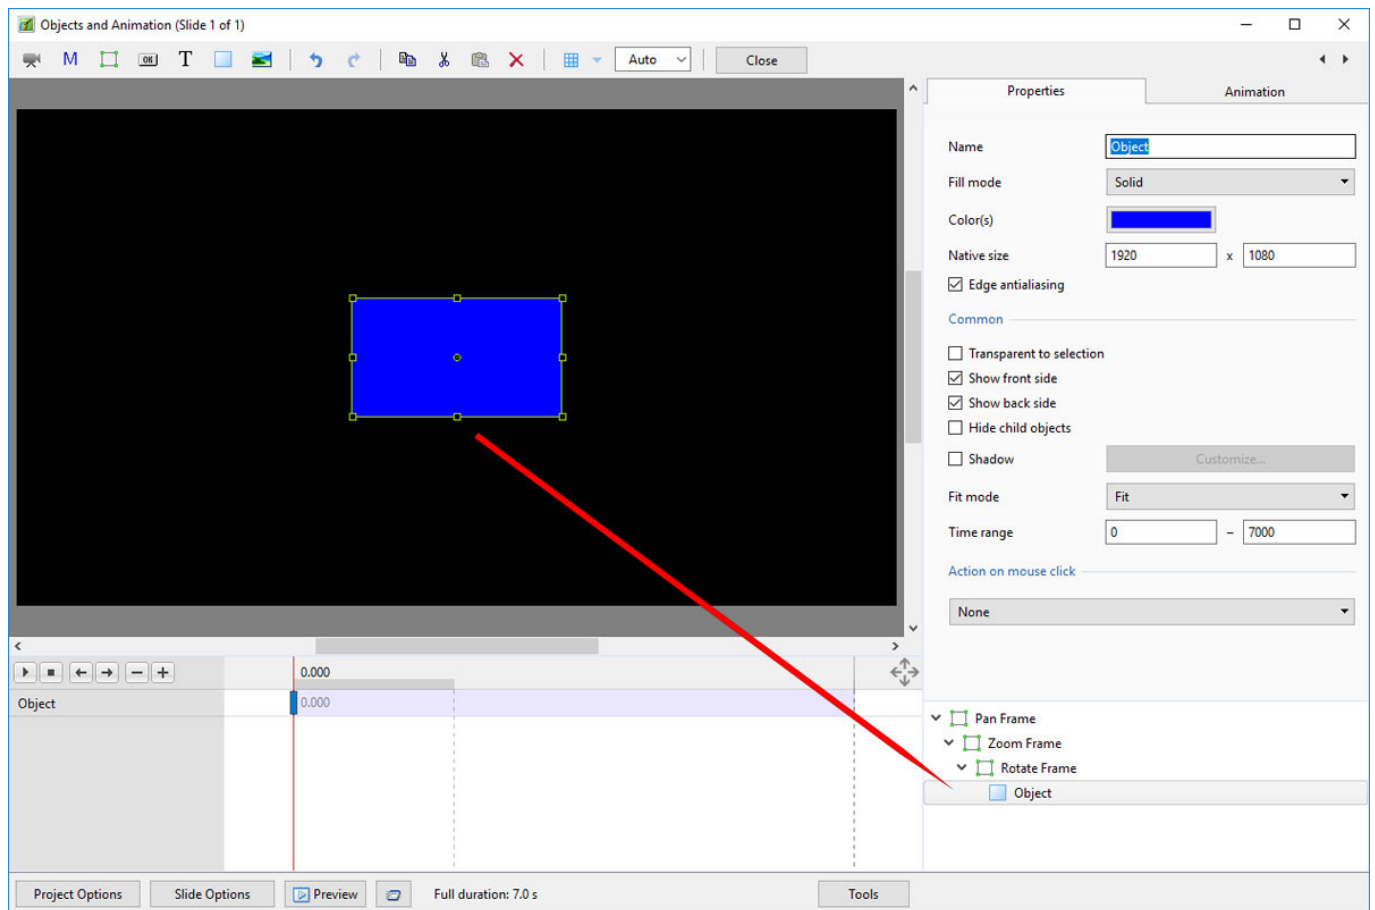 Objects and Animation (Slide 1 of 1)
M OK T Auto Close
Properties Animation
Name Object
Fill mode Solid
Color(s)
Native size 1920 x 1080
Edge antialiasing
Common
Transparent to selection
Show front side
Show back side
Hide child objects
Shadow Customize...
Fit mode Fit
Time range 0 – 7000
Action on mouse click
None
0.000
Object 0.000
Pan Frame
Zoom Frame
Rotate Frame
Object
Project Options Slide Options Preview Full duration: 7.0 s Tools